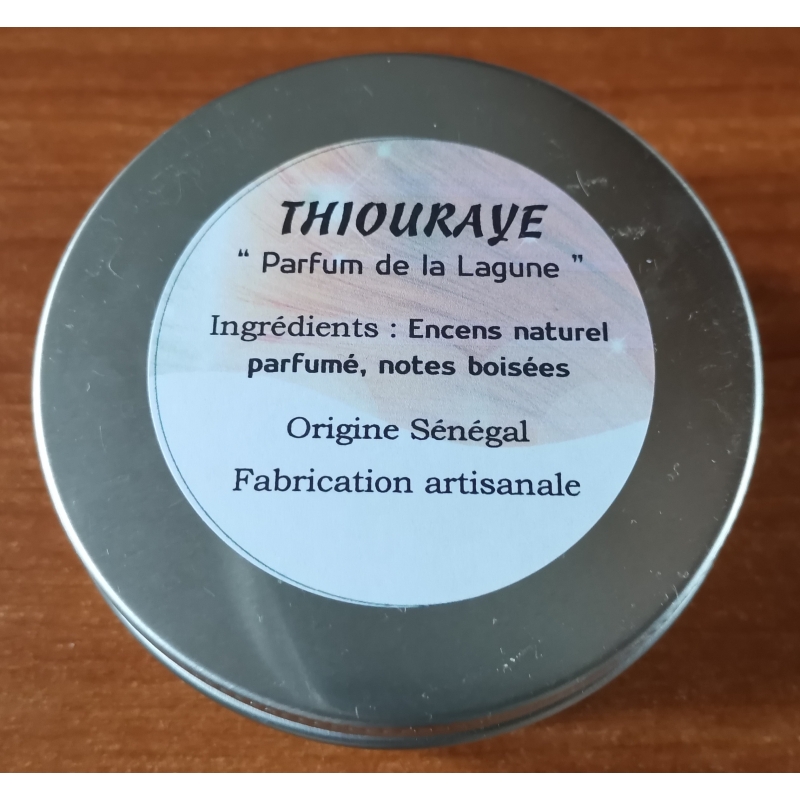 THIOURAYE
“ Parfum de la Lagune ”
Ingrédients : Encens naturel
parfumé, notes boisées
Origine Sénégal
Fabrication artisanale